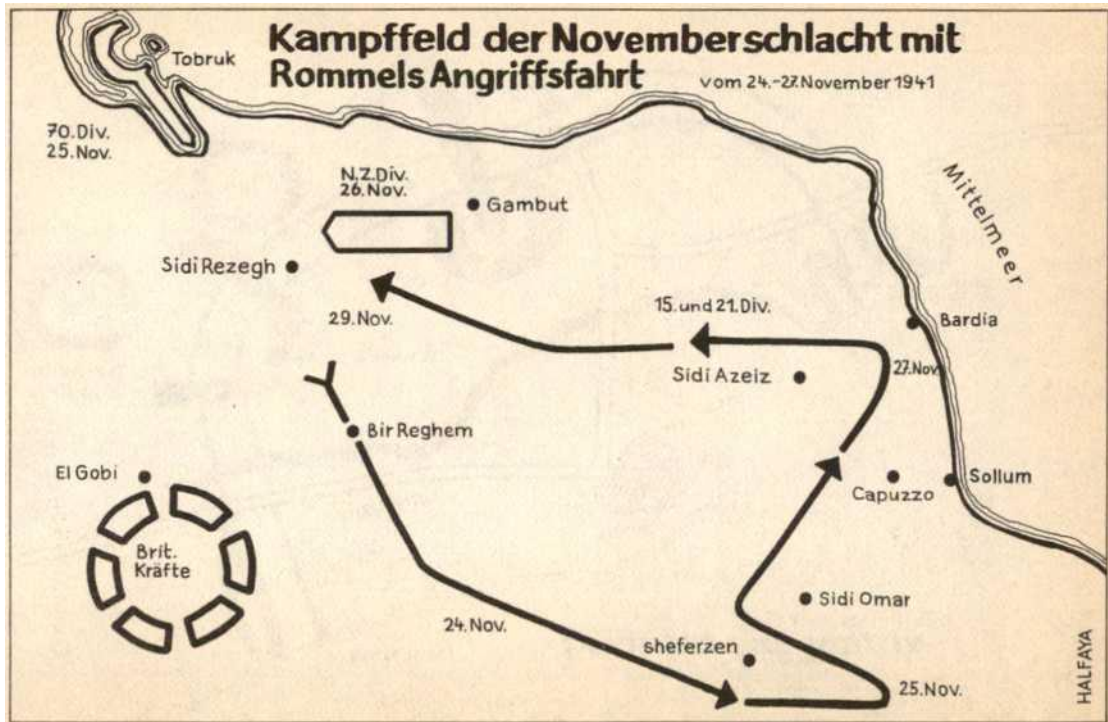 Kampffeld der Novemberschlacht mit
Rommels Angriffsfahrt vom 24.-27.November 1941
Tobruk
70.Div.
25.Nov.
N.Z.Div.
26.Nov.
Gambut
Mittelmeer
Sidi Rezegh
29.Nov.
15.und 21.Div.
Bardia
Sidi Azeiz
27.Nov.
Bir Reghem
El Gobi
Capuzzo
Sollum
Brit.
Kräfte
24.Nov.
Sidi Omar
sheferzen
25.Nov.
HALFAYA